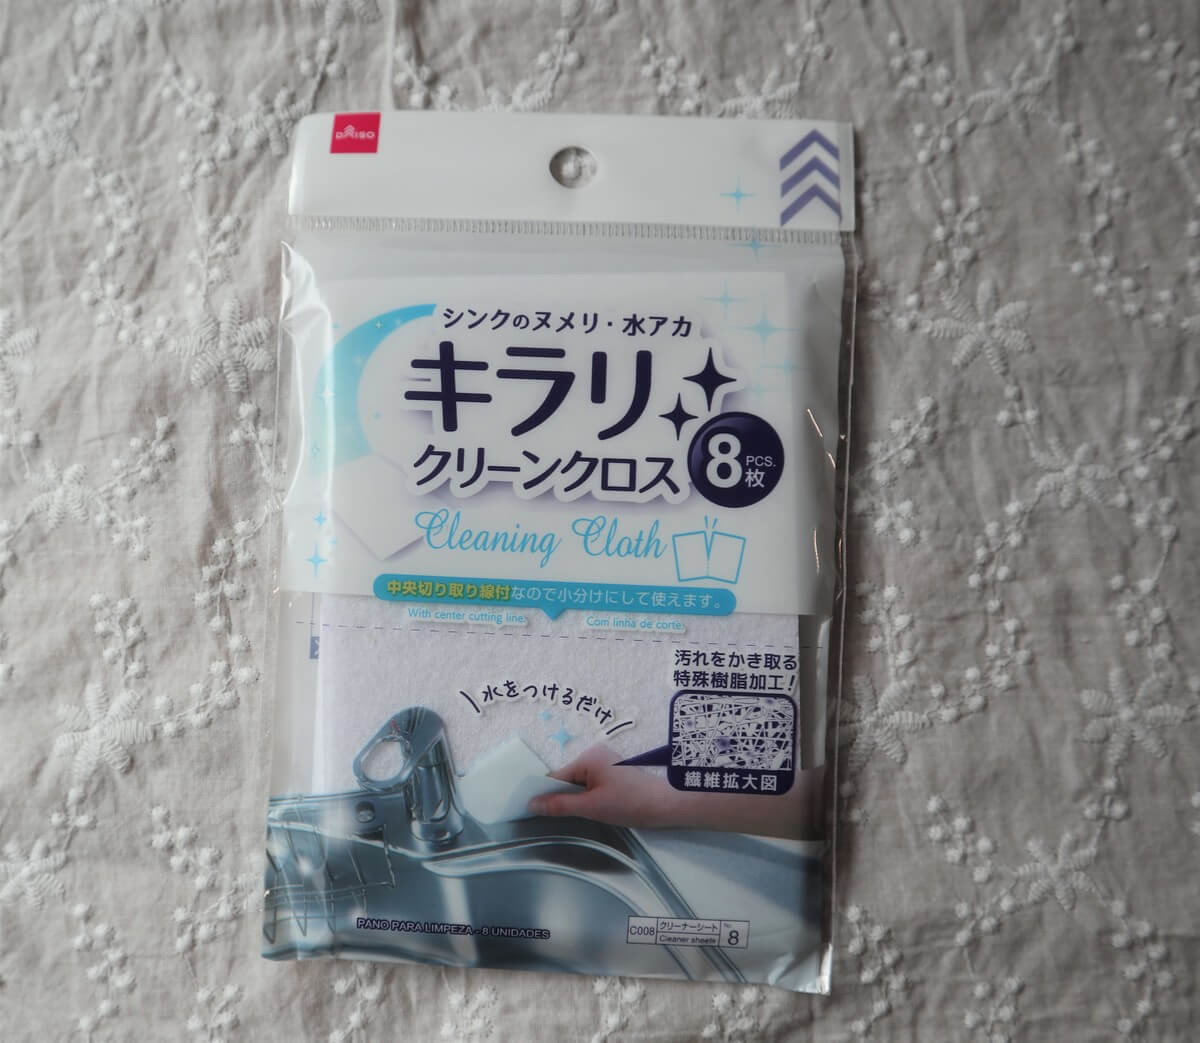 DAISO
シンクのヌメリ・水アカ
キラリ
クリーンクロス
8 PCS. 枚
Cleaning Cloth
中央切り取り線付なので小分けにして使えます。
With center cutting line.
Com linha de corte.
汚れをかき取る
特殊樹脂加工!
\水をつけるだけ/
繊維拡大図
PANO PARA LIMPEZA - 8 UNIDADES
C008 クリーナーシート No. 8
Cleaner sheets